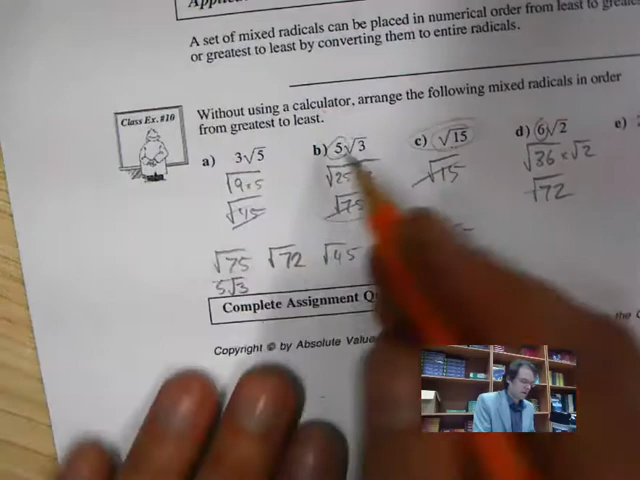 A set of mixed radicals can be placed in numerical order from least to
or greatest to least by converting them to entire radicals.
Class Ex. #10
Without using a calculator, arrange the following mixed radicals in order
from greatest to least.
a) 3√5 b) 5√3 c) √15 d) 6√2 e)
√9×5 √25 √15 √36 × √2
√45 √75 √72
√75 √72 √45
5√3
Complete Assignment
Copyright © by Absolute